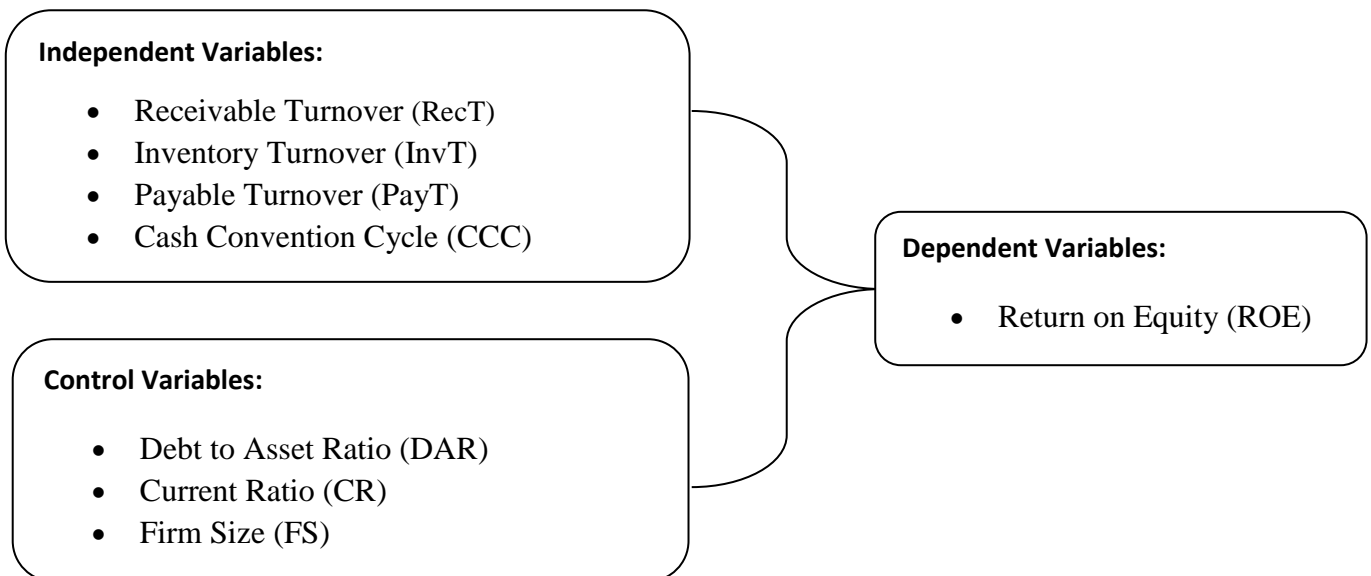 Independent Variables:
• Receivable Turnover (RecT)
• Inventory Turnover (InvT)
• Payable Turnover (PayT)
• Cash Convention Cycle (CCC)
Control Variables:
• Debt to Asset Ratio (DAR)
• Current Ratio (CR)
• Firm Size (FS)
Dependent Variables:
• Return on Equity (ROE)